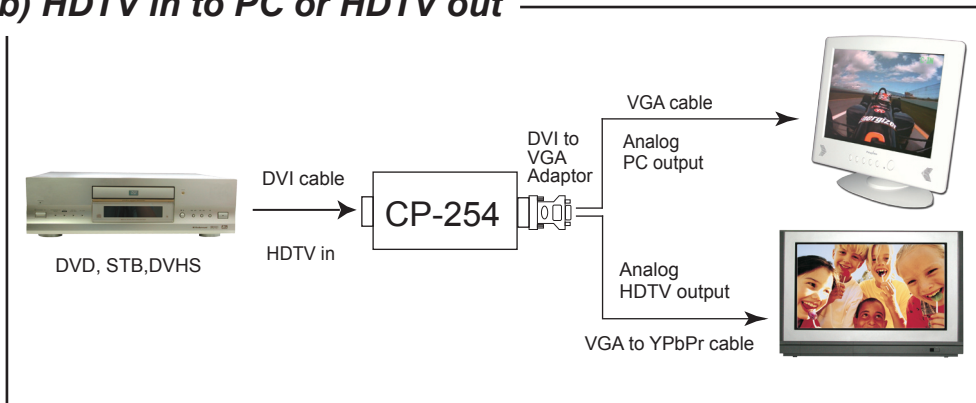 b) HDTV in to PC or HDTV out
VGA cable
Analog
PC output
DVI to
VGA
Adaptor
DVI cable
CP-254
HDTV in
DVD, STB,DVHS
Analog
HDTV output
VGA to YPbPr cable